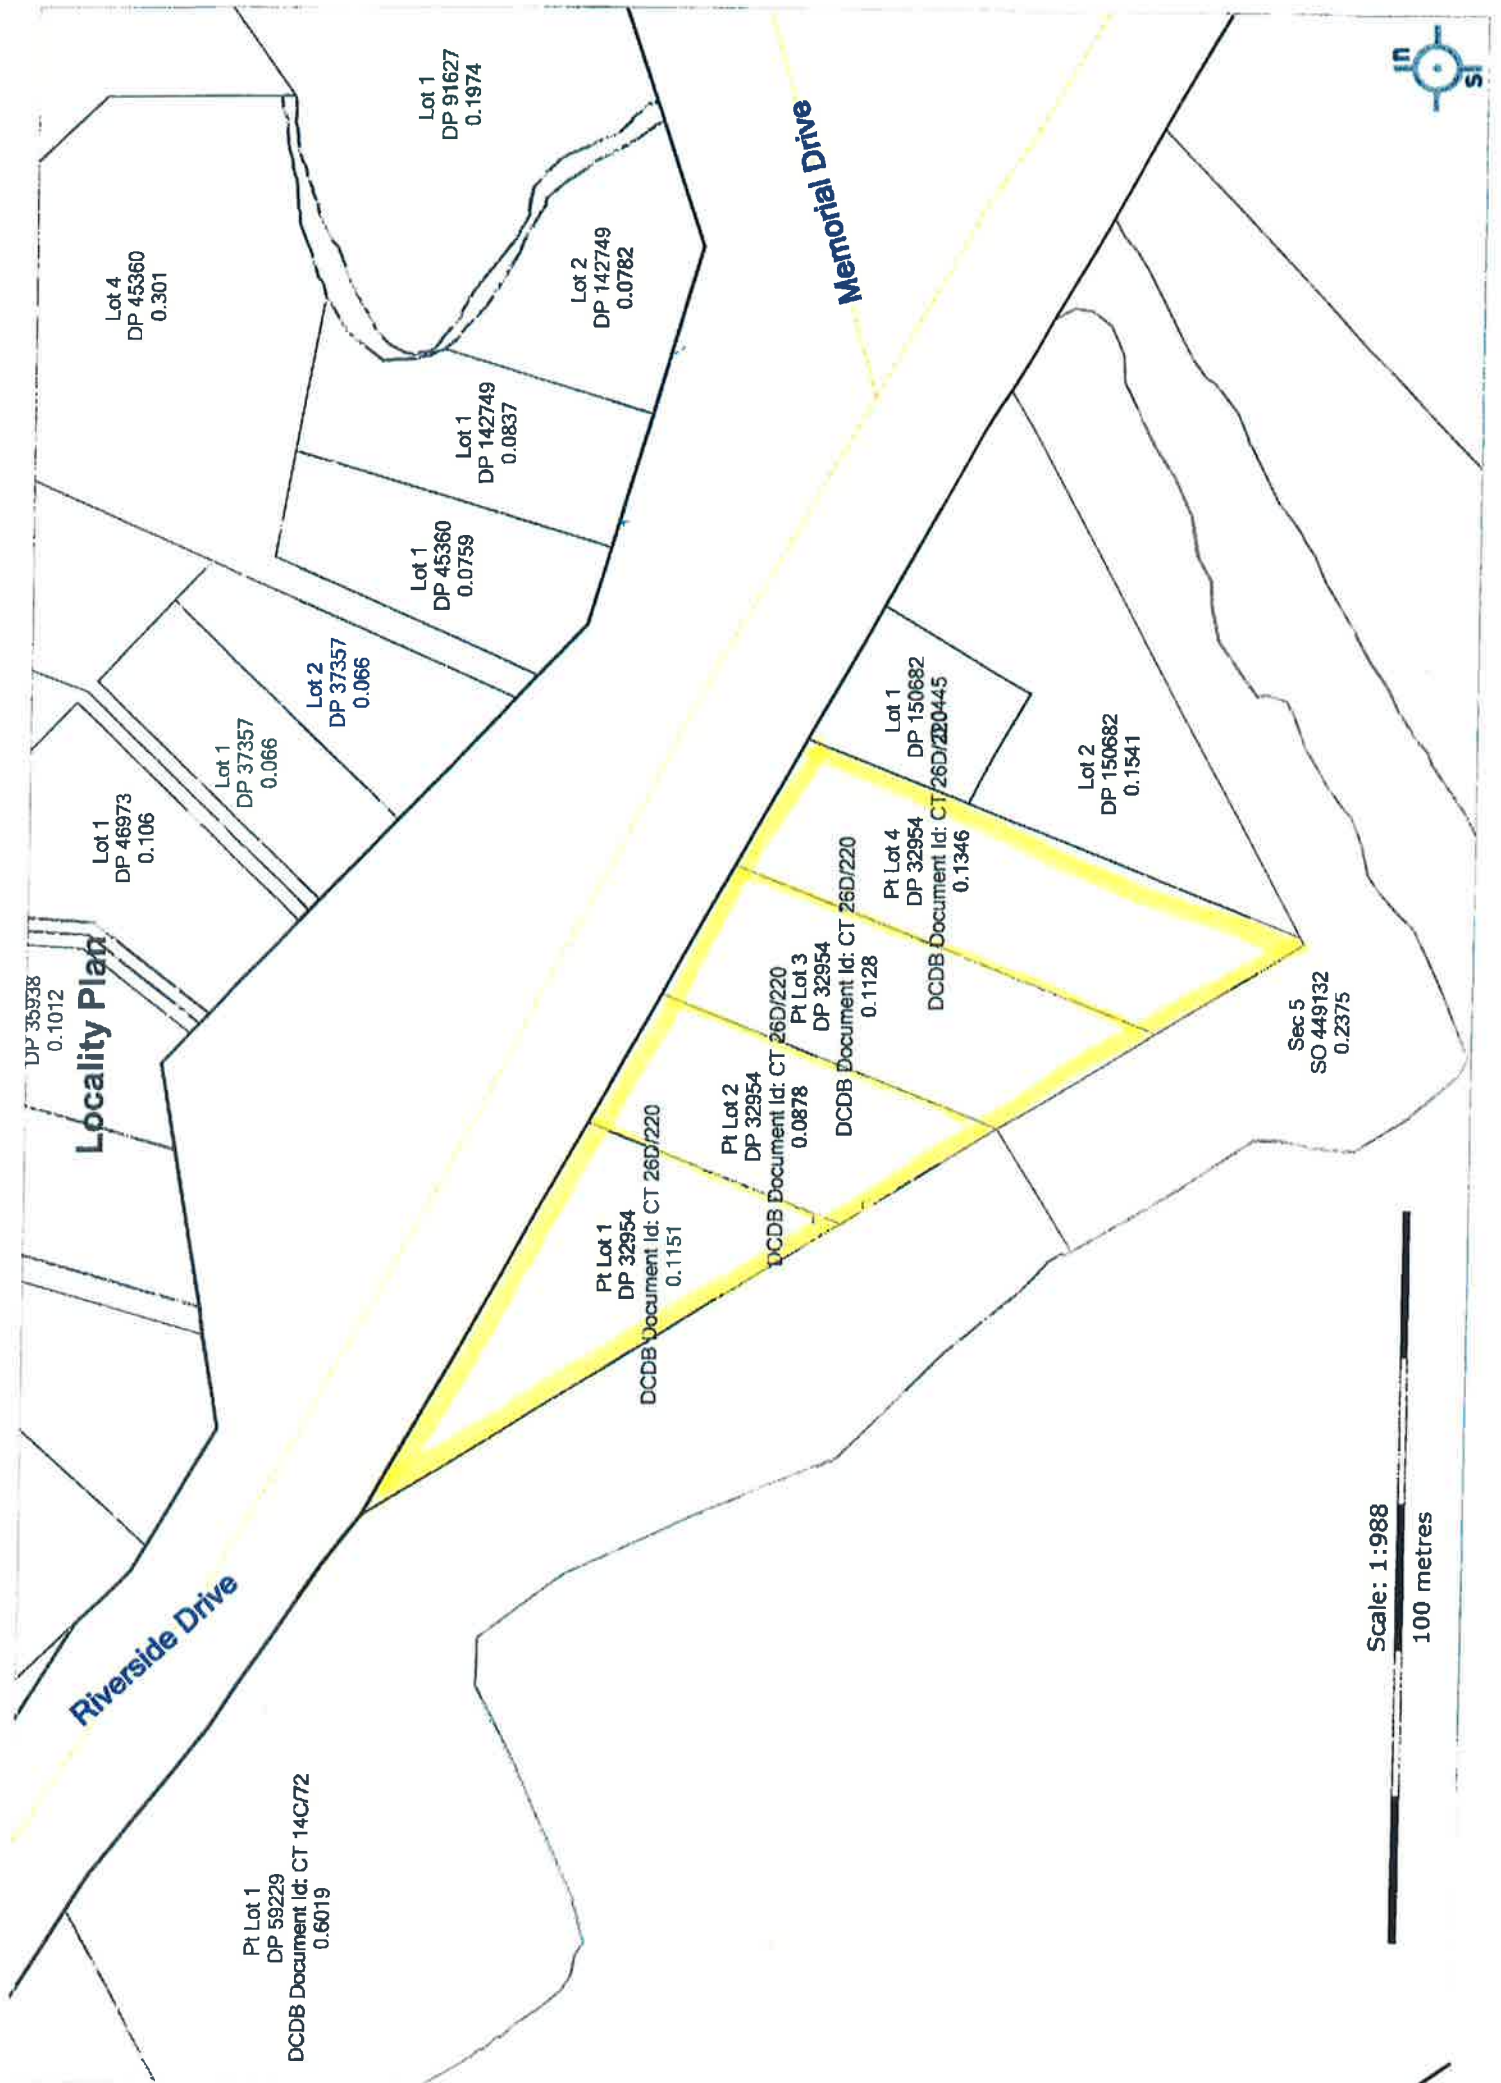 Locality Plan
DP 35938
0.1012
Lot 1
DP 46973
0.106
Lot 1
DP 37357
0.066
Lot 2
DP 37357
0.066
Lot 4
DP 45360
0.301
Lot 1
DP 45360
0.0759
Lot 1
DP 142749
0.0837
Lot 2
DP 142749
0.0782
Lot 1
DP 91627
0.1974
Riverside Drive
Memorial Drive
Pt Lot 1
DP 59229
DCDB Document Id: CT 14C/72
0.6019
Pt Lot 1
DP 32954
DCDB Document Id: CT 26D/220
0.1151
Pt Lot 2
DP 32954
DCDB Document Id: CT 26D/220
0.0878
Pt Lot 3
DP 32954
DCDB Document Id: CT 26D/220
0.1128
Pt Lot 4
DP 32954
DCDB Document Id: CT 26D/220
0.1346
Lot 1
DP 150682
0.0445
Lot 2
DP 150682
0.1541
Sec 5
SO 449132
0.2375
Scale: 1:988
100 metres
n
s